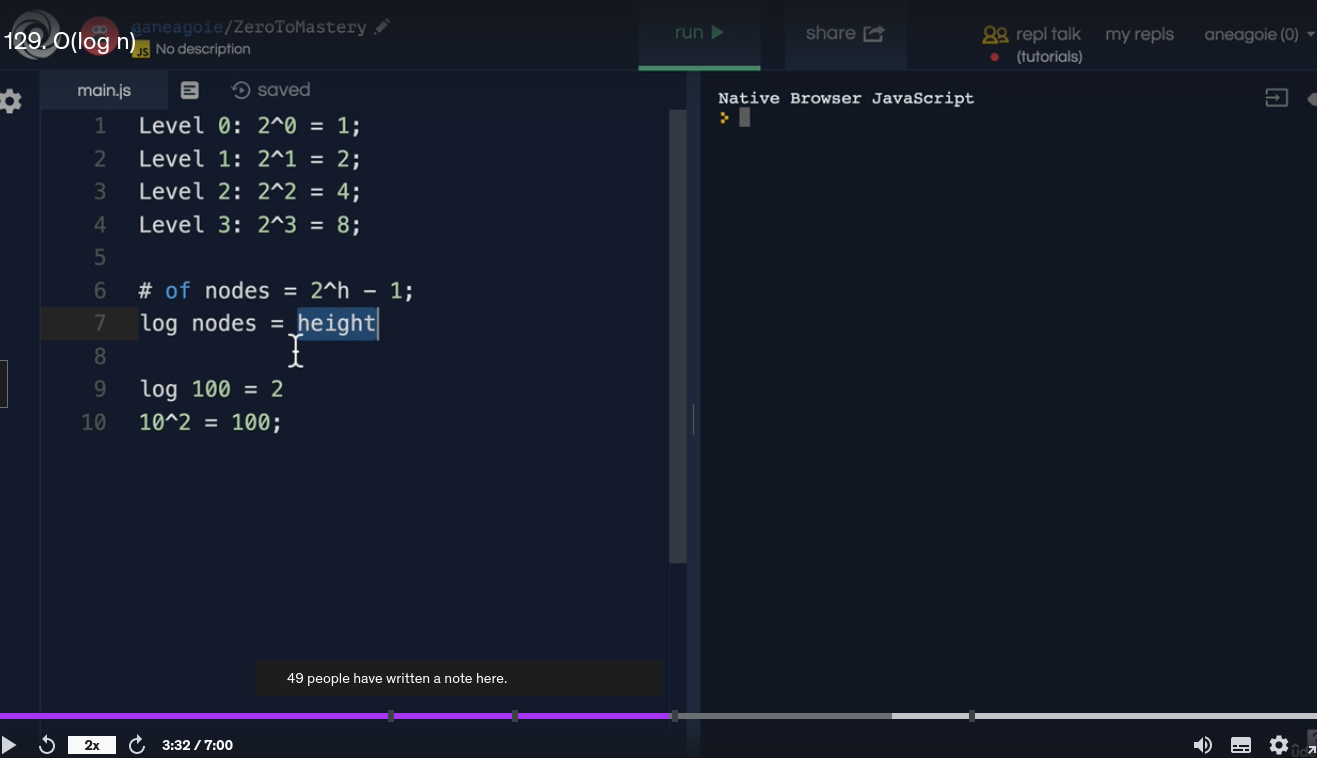 129. O(log n)
ganeagoie/ZeroToMastery
JS No description
run
share
repl talk
(tutorials)
my repls
aneagoie (0)
main.js
saved
1 Level 0: 2^0 = 1;
2 Level 1: 2^1 = 2;
3 Level 2: 2^2 = 4;
4 Level 3: 2^3 = 8;
5
6 # of nodes = 2^h - 1;
7 log nodes = height
8
9 log 100 = 2
10 10^2 = 100;
Native Browser JavaScript
49 people have written a note here.
2x
3:32 / 7:00